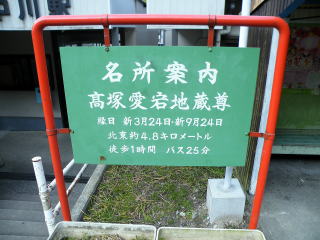 名所案内
高塚愛宕地蔵尊
縁日 新3月24日・新9月24日
北東約4.8キロメートル
徒歩1時間 バス25分